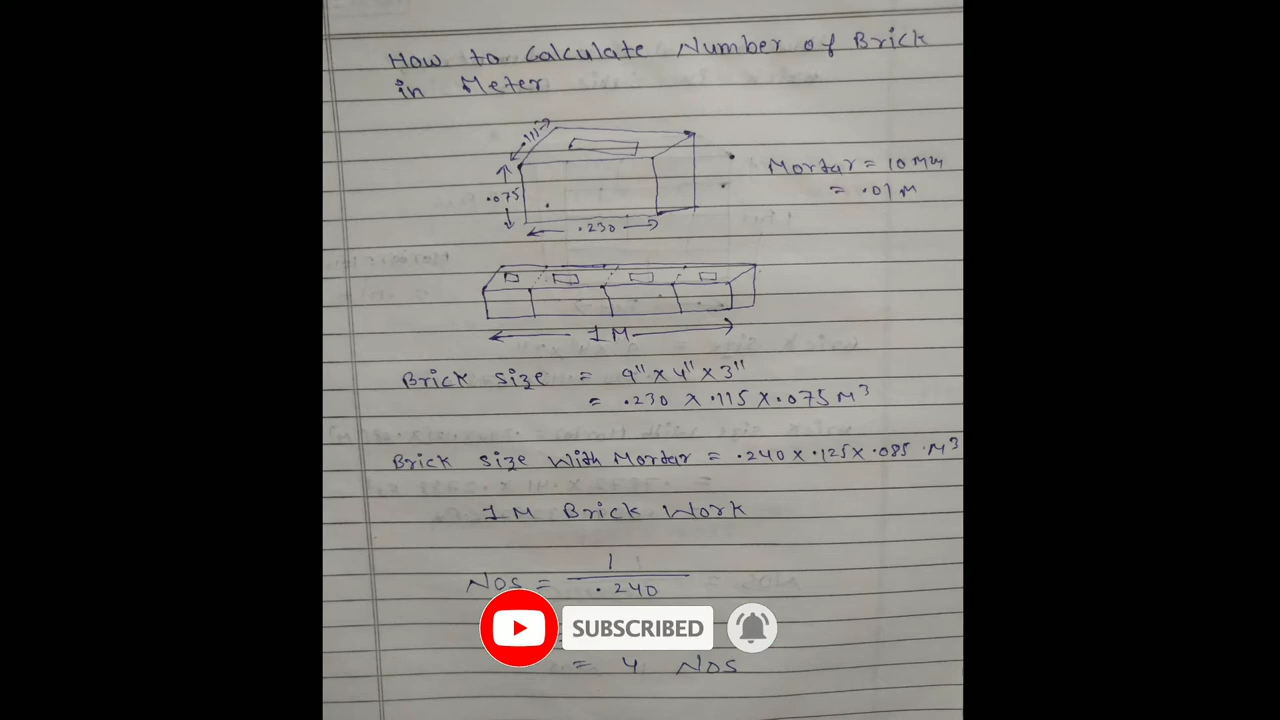 How to Calculate Number of Brick
in Meter
.111
.075
.230
Mortar = 10 MM
= .01 M
1 M
Brick Size = 9" x 4" x 3"
= .230 x .115 x .075 M³
Brick Size With Mortar = .240 x .125 x .085 M³
1 M Brick Work
Nos = 1
.240
SUBSCRIBED
= 4 Nos